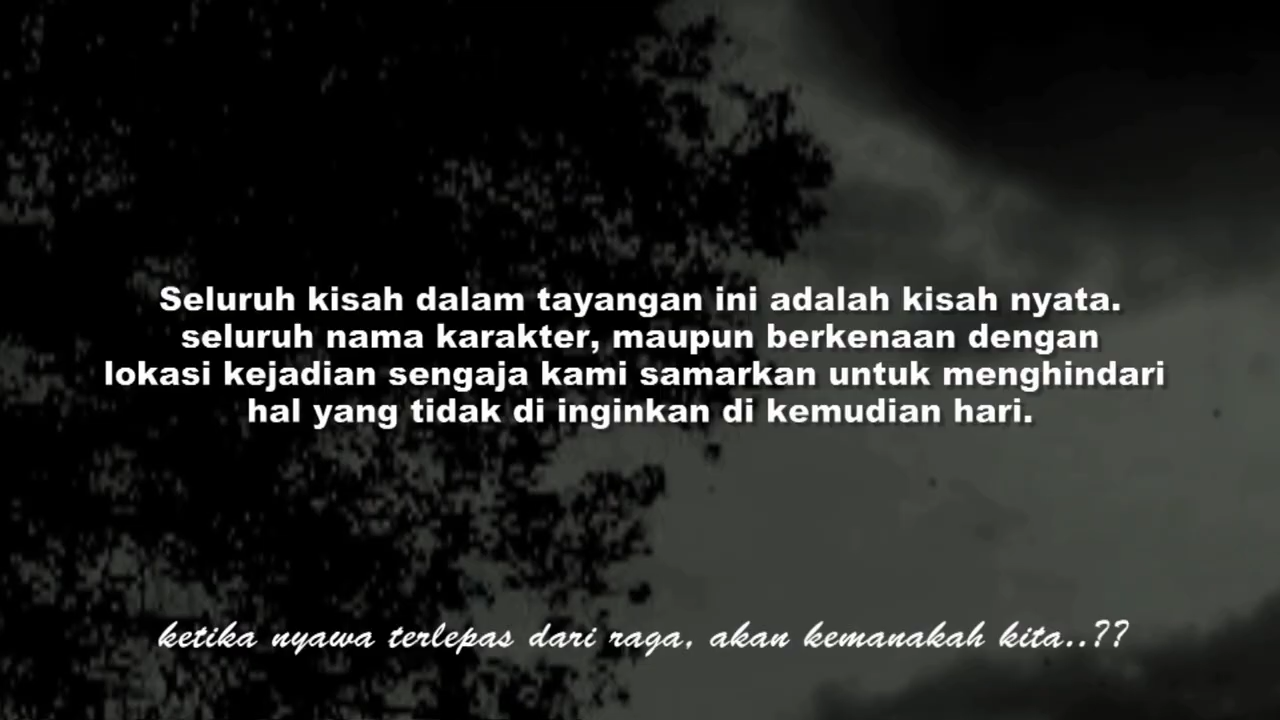 Seluruh kisah dalam tayangan ini adalah kisah nyata.
seluruh nama karakter, maupun berkenaan dengan
lokasi kejadian sengaja kami samarkan untuk menghindari
hal yang tidak di inginkan di kemudian hari.
ketika nyawa terlepas dari raga, akan kemanakah kita..??